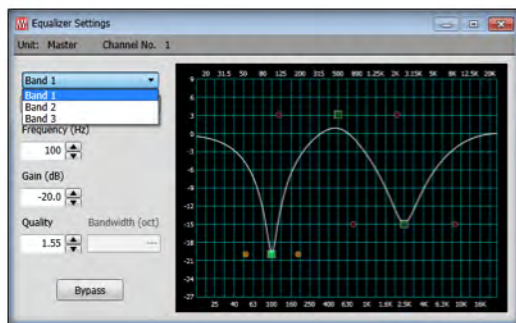 Equalizer Settings
Unit: Master Channel No. 1
Band 1
Band 1
Band 2
Band 3
Frequency (Hz)
100
Gain (dB)
-20.0
Quality Bandwidth (oct)
1.55 ---
Bypass
20 31.5 50 80 125 200 315 500 800 1.25K 2K 3.15K 5K 8K 12.5K 20K
9
6
3
0
-3
-6
-9
-12
-15
-18
-21
-24
-27
25 40 63 100 160 250 400 630 1K 1.6K 2.5K 4K 6.3K 10K 16K